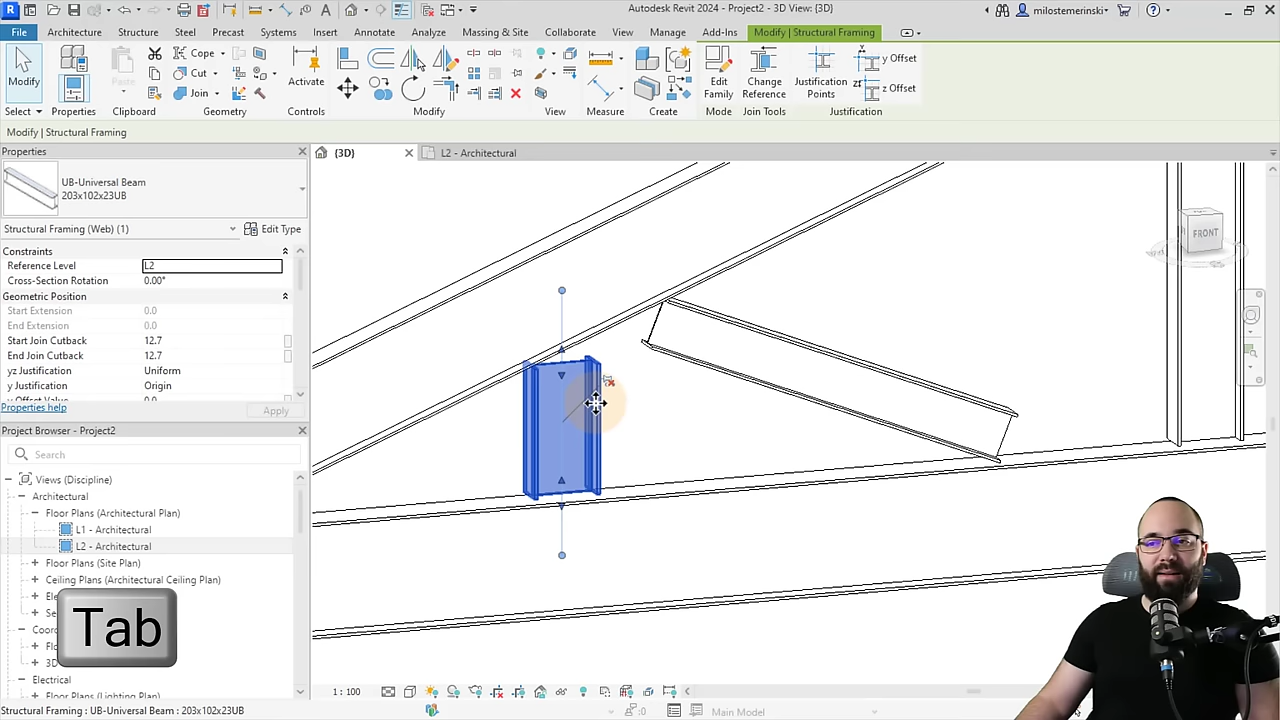 Autodesk Revit 2024 - Project2 - 3D View: {3D}
milostemerinski
File Architecture Structure Steel Precast Systems Insert Annotate Analyze Massing & Site Collaborate View Manage Add-Ins Modify | Structural Framing
Modify
Cope
Cut
Join
Activate
Edit Family
Change Reference
Justification Points
y Offset
z Offset
Select Properties Clipboard Geometry Controls Modify View Measure Create Mode Join Tools Justification
Modify | Structural Framing
Properties
{3D}
L2 - Architectural
UB-Universal Beam
203x102x23UB
Structural Framing (Web) (1)
Edit Type
Constraints
Reference Level L2
Cross-Section Rotation 0.00°
Geometric Position
Start Extension 0.0
End Extension 0.0
Start Join Cutback 12.7
End Join Cutback 12.7
yz Justification Uniform
y Justification Origin
Properties help
Apply
FRONT
Project Browser - Project2
Search
Views (Discipline)
Architectural
Floor Plans (Architectural Plan)
L1 - Architectural
L2 - Architectural
Floor Plans (Site Plan)
Ceiling Plans (Architectural Ceiling Plan)
Tab
Electrical
Floor Plans (Lighting Plan)
1 : 100
Structural Framing : UB-Universal Beam : 203x102x23UB
:0
Main Model